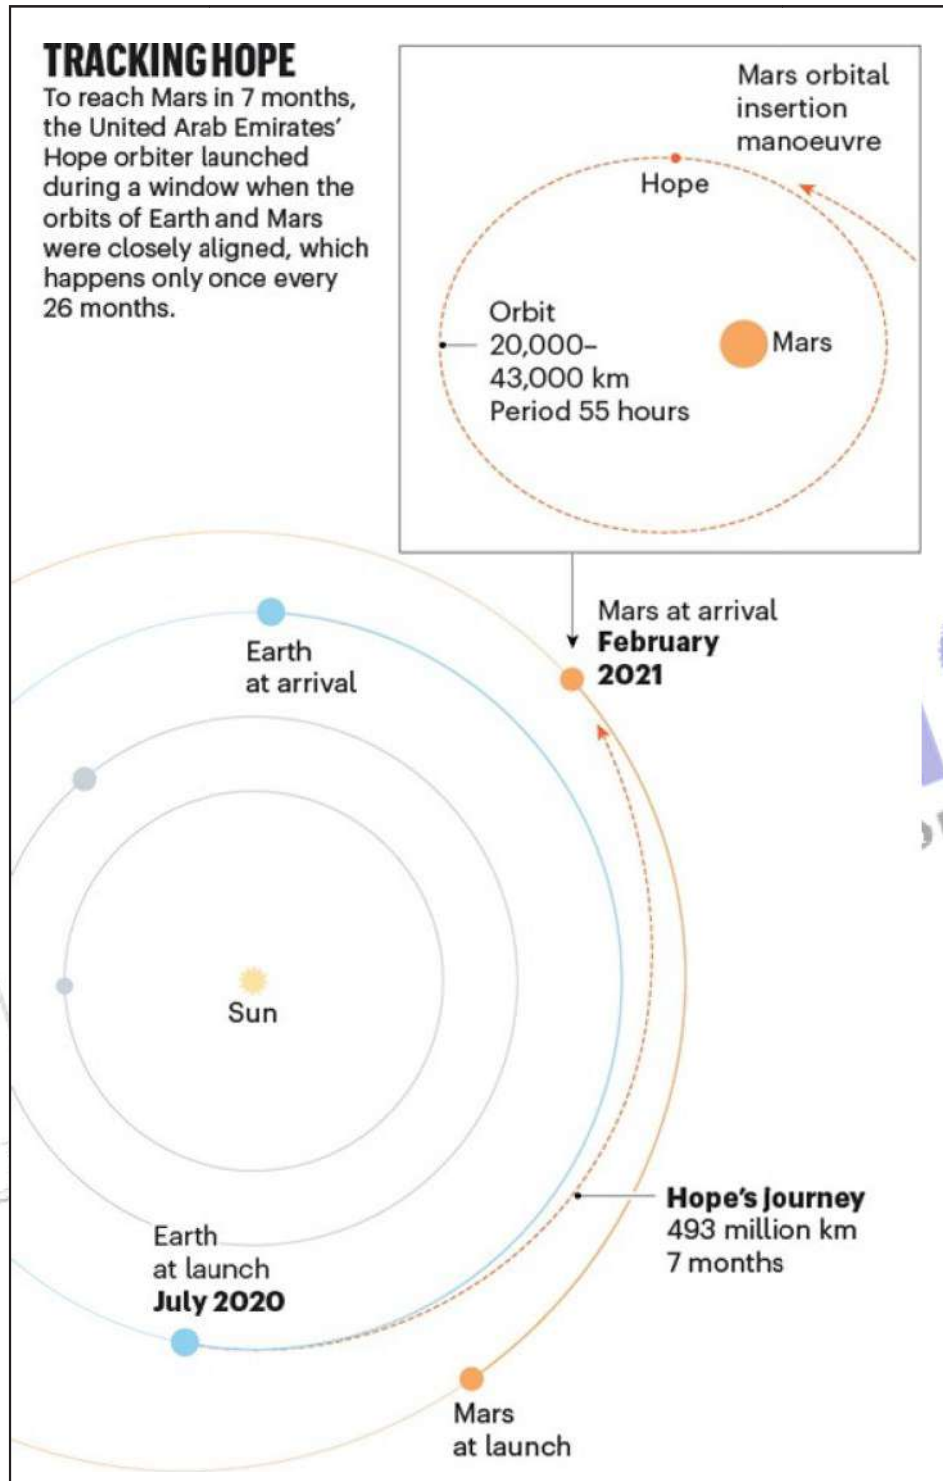 TRACKING HOPE
To reach Mars in 7 months,
the United Arab Emirates’
Hope orbiter launched
during a window when the
orbits of Earth and Mars
were closely aligned, which
happens only once every
26 months.
Mars orbital
insertion
manoeuvre
Hope
Orbit
20,000–
43,000 km
Period 55 hours
Mars
Mars at arrival
February
2021
Earth
at arrival
Sun
Hope’s journey
493 million km
7 months
Earth
at launch
July 2020
Mars
at launch